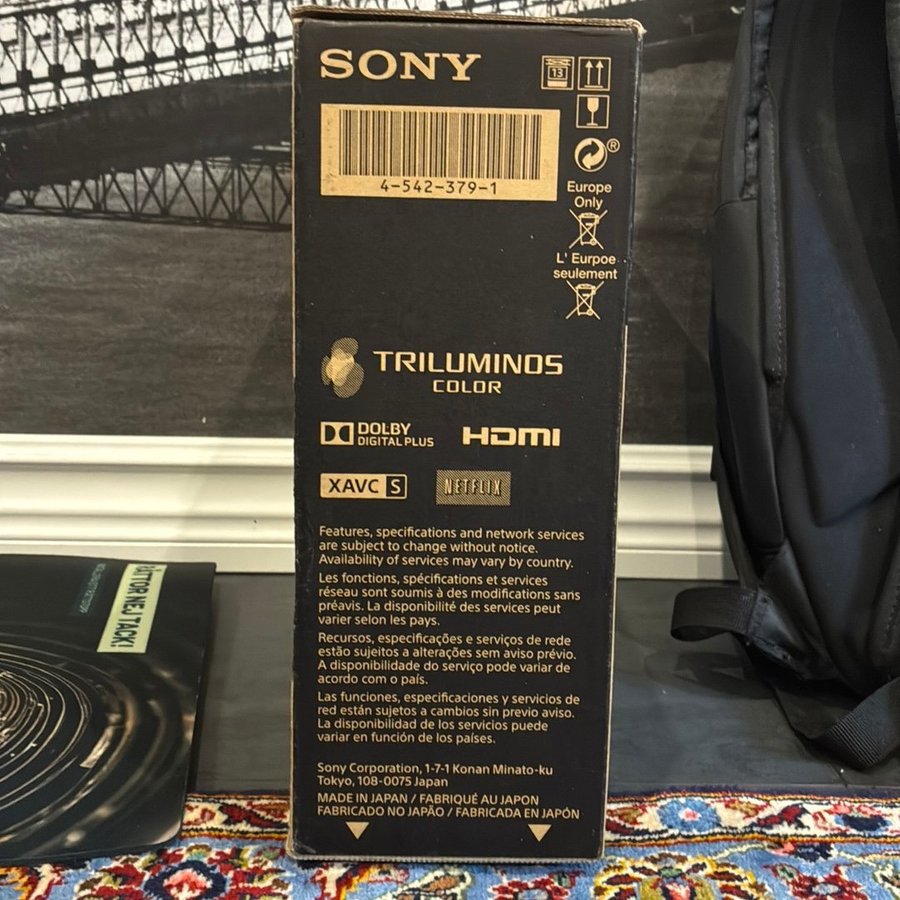 SONY
13
4-542-379-1
®
Europe
Only
L' Eurpoe
seulement
TRILUMINOS
COLOR
DOLBY
DIGITAL PLUS
HDMI
XAVC S
NETFLIX
Features, specifications and network services
are subject to change without notice.
Availability of services may vary by country.
Les fonctions, spécifications et services
réseau sont soumis à des modifications sans
préavis. La disponibilité des services peut
varier selon les pays.
Recursos, especificações e serviços de rede
estão sujeitos a alterações sem aviso prévio.
A disponibilidade do serviço pode variar de
acordo com o país.
Las funciones, especificaciones y servicios de
red están sujetos a cambios sin previo aviso.
La disponibilidad de los servicios puede
variar en función de los países.
Sony Corporation, 1-7-1 Konan Minato-ku
Tokyo, 108-0075 Japan
MADE IN JAPAN / FABRIQUÉ AU JAPON
FABRICADO NO JAPÃO / FABRICADA EN JAPÓN
NEJ TACK!